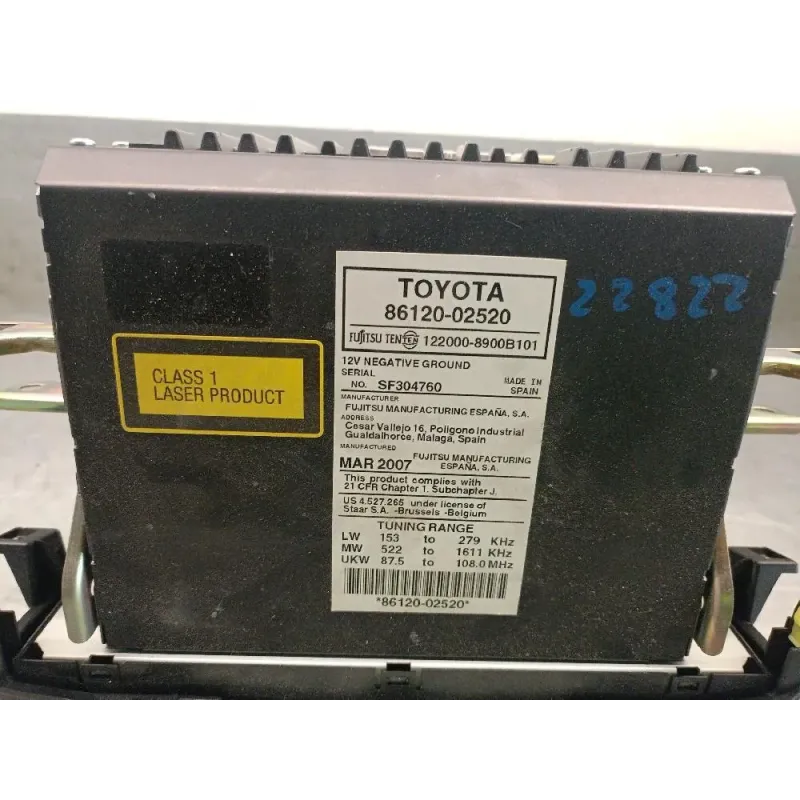 TOYOTA
86120-02520
FUJITSU TEN TEN 122000-8900B101
12V NEGATIVE GROUND
SERIAL
NO. SF304760
MADE IN
SPAIN
MANUFACTURER
FUJITSU MANUFACTURING ESPAÑA, S.A.
ADDRESS
Cesar Vallejo 16, Poligono Industrial
Gualdalhorce, Malaga, Spain
MANUFACTURED
MAR 2007
FUJITSU MANUFACTURING
ESPAÑA, S.A.
This product complies with
21 CFR Chapter 1. Subchapter J.
US 4.527.265 under license of
Staar S.A. -Brussels -Belgium
TUNING RANGE
LW 153 to 279 KHz
MW 522 to 1611 KHz
UKW 87.5 to 108.0 MHz
*86120-02520*
CLASS 1
LASER PRODUCT
22822